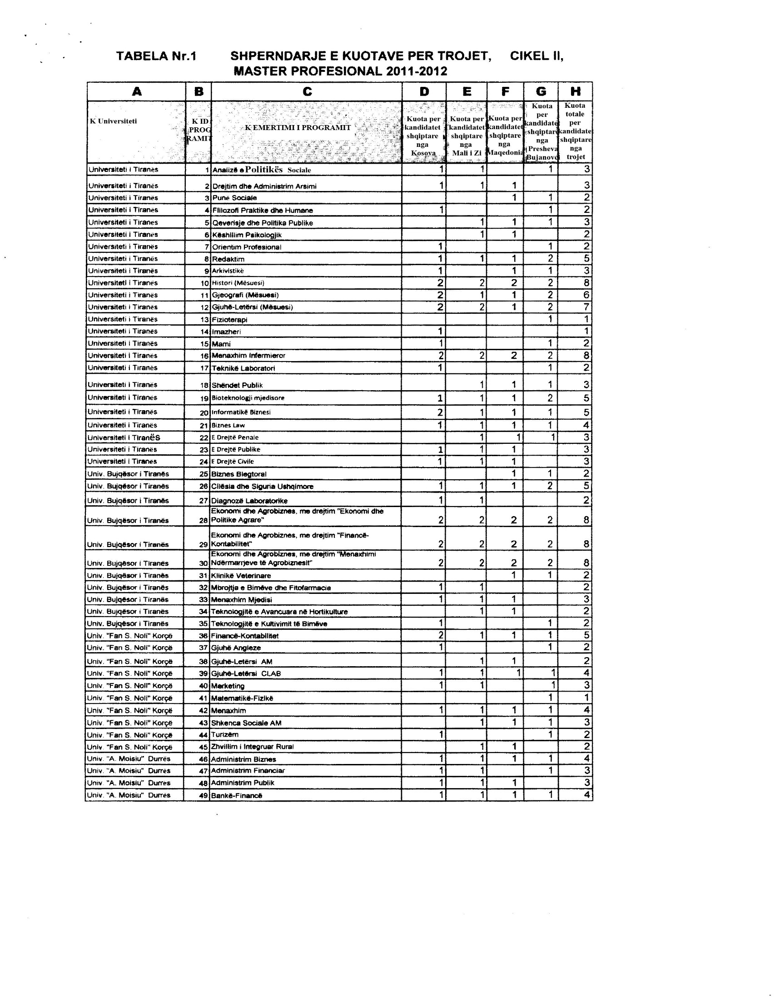 TABELA Nr.1 SHPERNDARJE E KUOTAVE PER TROJET, CIKEL II,
MASTER PROFESIONAL 2011-2012
A B C D E F G H
K Universiteti
K ID
PROG
RAMIT
K EMERTIMI I PROGRAMIT
Kuota per
kandidatet
shqiptare
nga
Kosova
Kuota per
kandidatet
shqiptare
nga
Mali i Zi
Kuota per
kandidatet
shqiptare
nga
Maqedonia
Kuota
per
kandidate
shqiptare
nga
Presheva
Bujanove
Kuota
totale
per
kandidate
shqiptare
nga
trojet
Universiteti i Tiranës 1 Analizë e Politikës Sociale 1 1 1 3
Universiteti i Tiranës 2 Drejtim dhe Administrim Arsimi 1 1 1 3
Universiteti i Tiranës 3 Punë Sociale 1 1 2
Universiteti i Tiranës 4 Fliiozofi Praktike dhe Humane 1 1 2
Universiteti i Tiranës 5 Qeverisje dhe Politika Publike 1 1 1 3
Universiteti i Tiranës 6 Këshillim Psikologjik 1 1 2
Universiteti i Tiranës 7 Orientim Profesional 1 1 2
Universiteti i Tiranës 8 Redaktim 1 1 1 2 5
Universiteti i Tiranës 9 Arkivistikë 1 1 1 3
Universiteti i Tiranës 10 Histori (Mësuesi) 2 2 2 2 8
Universiteti i Tiranës 11 Gjeografi (Mësuesi) 2 1 1 2 6
Universiteti i Tiranës 12 Gjuhë-Letërsi (Mësuesi) 2 2 1 2 7
Universiteti i Tiranës 13 Fizioterapi 1 1
Universiteti i Tiranës 14 Imazheri 1 1
Universiteti i Tiranës 15 Mami 1 1 2
Universiteti i Tiranës 16 Menaxhim Infermieror 2 2 2 2 8
Universiteti i Tiranës 17 Teknikë Laboratori 1 1 2
Universiteti i Tiranës 18 Shëndet Publik 1 1 1 3
Universiteti i Tiranës 19 Bioteknologji mjedisore 1 1 1 2 5
Universiteti i Tiranës 20 Informatikë Biznesi 2 1 1 1 5
Universiteti i Tiranës 21 Biznes Law 1 1 1 1 4
Universiteti i TiranËS 22 E Drejtë Penale 1 1 1 3
Universiteti i Tiranës 23 E Drejtë Publike 1 1 1 3
Universiteti i Tiranës 24 E Drejtë Civile 1 1 1 3
Univ. Bujqësor i Tiranës 25 Biznes Blegtoral 1 1 2
Univ. Bujqësor i Tiranës 26 Cilësia dhe Siguria Ushqimore 1 1 1 2 5
Univ. Bujqësor i Tiranës 27 Diagnozë Laboratorike 1 1 2
Ekonomi dhe Agrobiznes, me drejtim "Ekonomi dhe
Univ. Bujqësor i Tiranës 28 Politike Agrare" 2 2 2 2 8
Ekonomi dhe Agrobiznes, me drejtim "Financë-
Univ. Bujqësor i Tiranës 29 Kontabilitet" 2 2 2 2 8
Ekonomi dhe Agrobiznes, me drejtim "Menaxhimi
Univ. Bujqësor i Tiranës 30 Ndërmarrjeve të Agrobiznesit" 2 2 2 2 8
Univ. Bujqësor i Tiranës 31 Klinikë Veterinare 1 1 2
Univ. Bujqësor i Tiranës 32 Mbrojtja e Bimëve dhe Fitofarmacia 1 1 2
Univ. Bujqësor i Tiranës 33 Menaxhim Mjedisi 1 1 1 3
Univ. Bujqësor i Tiranës 34 Teknologjitë e Avancuara në Hortikulture 1 1 2
Univ. Bujqësor i Tiranës 35 Teknologjitë e Kultivimit të Bimëve 1 1 2
Univ. "Fan S. Noli" Korçë 36 Financë-Kontabilitet 2 1 1 1 5
Univ. "Fan S. Noli" Korçë 37 Gjuhë Angleze 1 1 2
Univ. "Fan S. Noli" Korçë 38 Gjuhë-Letërsi AM 1 1 2
Univ. "Fan S. Noli" Korçë 39 Gjuhë-Letërsi CLAB 1 1 1 1 4
Univ. "Fan S. Noli" Korçë 40 Marketing 1 1 1 3
Univ. "Fan S. Noli" Korçë 41 Matematikë-Fizikë 1 1
Univ. "Fan S. Noli" Korçë 42 Menaxhim 1 1 1 1 4
Univ. "Fan S. Noli" Korçë 43 Shkenca Sociale AM 1 1 1 3
Univ. "Fan S. Noli" Korçë 44 Turizëm 1 1 2
Univ. "Fan S. Noli" Korçë 45 Zhvillim i Integruar Rural 1 1 2
Univ. "A. Moisiu" Durrës 46 Administrim Biznes 1 1 1 1 4
Univ. "A. Moisiu" Durrës 47 Administrim Financiar 1 1 1 3
Univ. "A. Moisiu" Durrës 48 Administrim Publik 1 1 1 3
Univ. "A. Moisiu" Durrës 49 Bankë-Financë 1 1 1 1 4